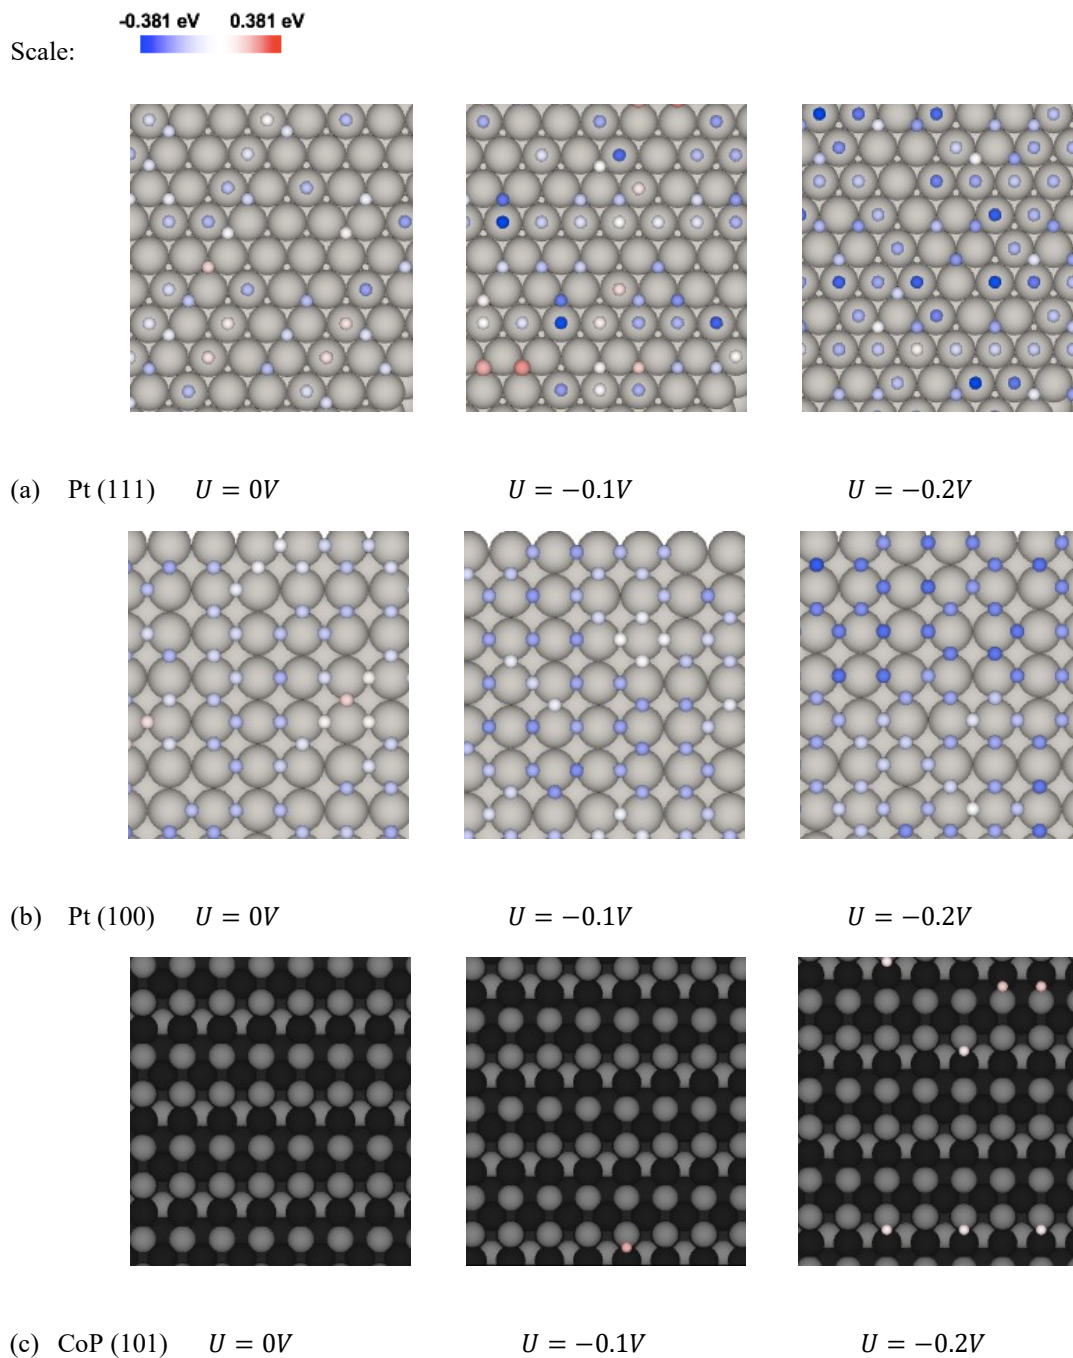 -0.381 eV 0.381 eV
Scale:
(a) Pt (111) U = 0V U = −0.1V U = −0.2V
(b) Pt (100) U = 0V U = −0.1V U = −0.2V
(c) CoP (101) U = 0V U = −0.1V U = −0.2V